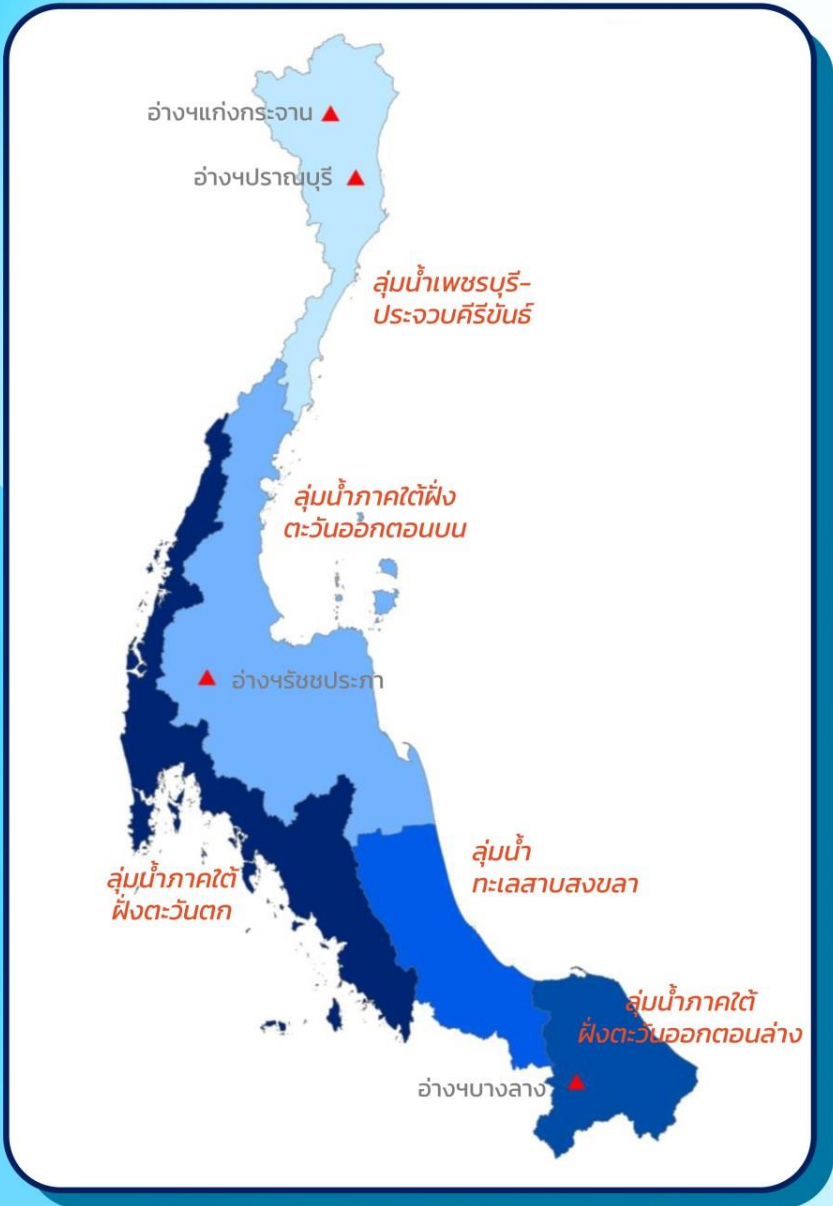 อ่างฯแก่งกระจาน
อ่างฯปราณบุรี
ลุ่มน้ำเพชรบุรี-
ประจวบคีรีขันธ์
ลุ่มน้ำภาคใต้ฝั่ง
ตะวันออกตอนบน
อ่างฯรัชชประภา
ลุ่มน้ำ
ทะเลสาบสงขลา
ลุ่มน้ำภาคใต้
ฝั่งตะวันตก
ลุ่มน้ำภาคใต้
ฝั่งตะวันออกตอนล่าง
อ่างฯบางลาง